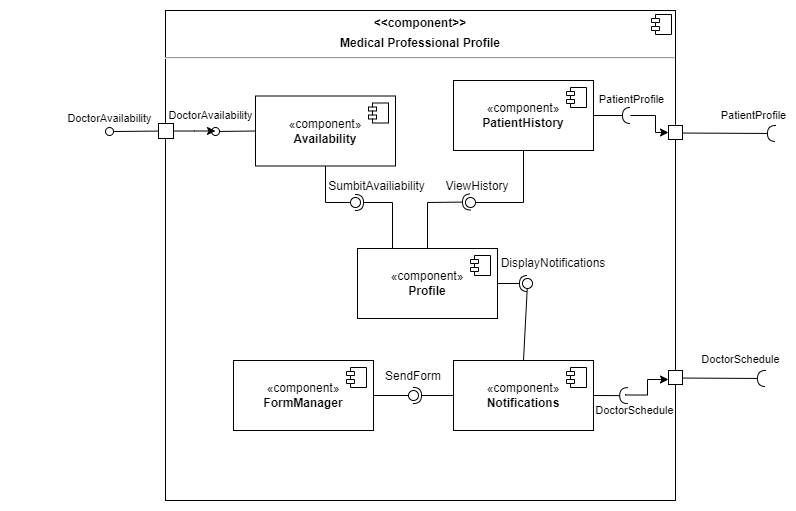 <<component>>
Medical Professional Profile
DoctorAvailability
DoctorAvailability
«component»
Availability
«component»
PatientHistory
PatientProfile
PatientProfile
SumbitAvailiability
ViewHistory
«component»
Profile
DisplayNotifications
«component»
FormManager
SendForm
«component»
Notifications
DoctorSchedule
DoctorSchedule